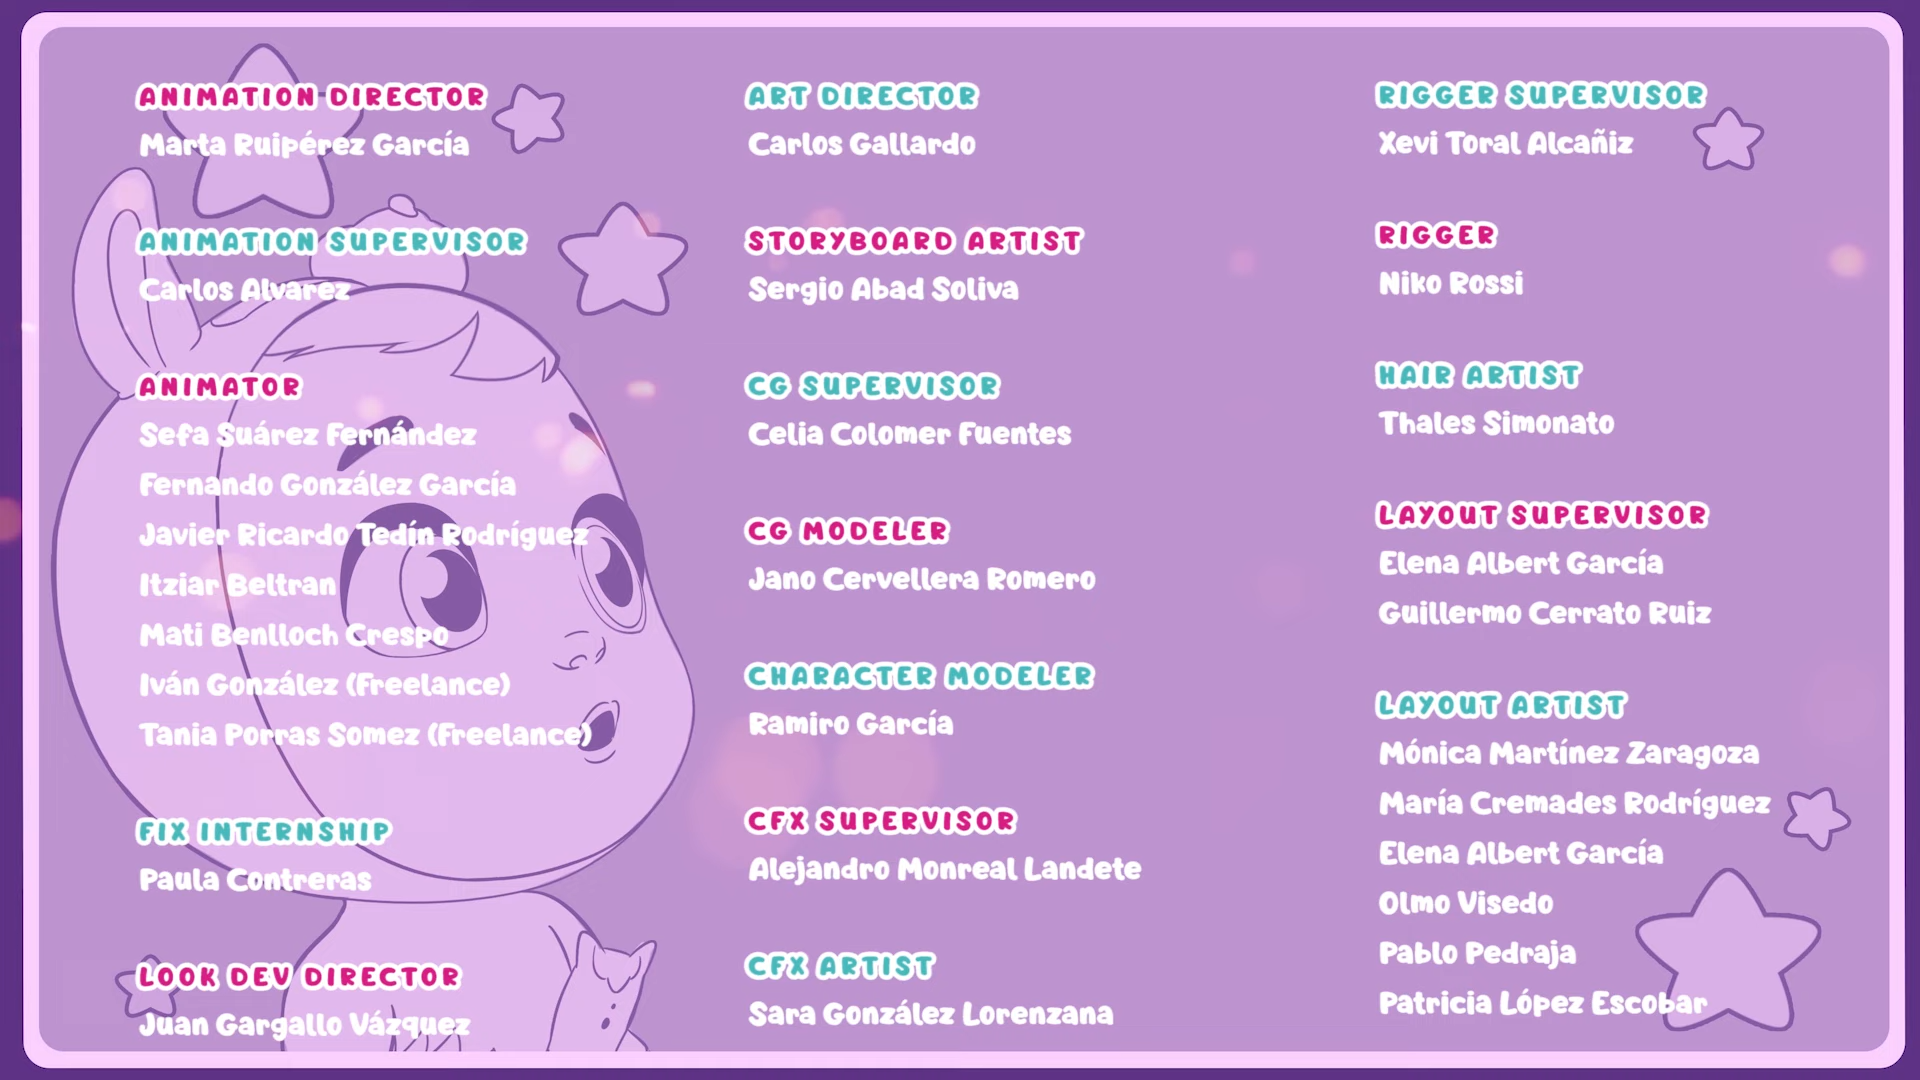 ANIMATION DIRECTOR
Marta Ruipérez García
ANIMATION SUPERVISOR
Carlos Alvarez
ANIMATOR
Sefa Suárez Fernández
Fernando González García
Javier Ricardo Tedín Rodríguez
Itziar Beltran
Mati Benlloch Crespo
Iván González (Freelance)
Tania Porras Somez (Freelance)
FIX INTERNSHIP
Paula Contreras
LOOK DEV DIRECTOR
Juan Gargallo Vázquez
ART DIRECTOR
Carlos Gallardo
STORYBOARD ARTIST
Sergio Abad Soliva
CG SUPERVISOR
Celia Colomer Fuentes
CG MODELER
Jano Cervellera Romero
CHARACTER MODELER
Ramiro García
CFX SUPERVISOR
Alejandro Monreal Landete
CFX ARTIST
Sara González Lorenzana
RIGGER SUPERVISOR
Xevi Toral Alcañiz
RIGGER
Niko Rossi
HAIR ARTIST
Thales Simonato
LAYOUT SUPERVISOR
Elena Albert García
Guillermo Cerrato Ruiz
LAYOUT ARTIST
Mónica Martínez Zaragoza
María Cremades Rodríguez
Elena Albert García
Olmo Visedo
Pablo Pedraja
Patricia López Escobar